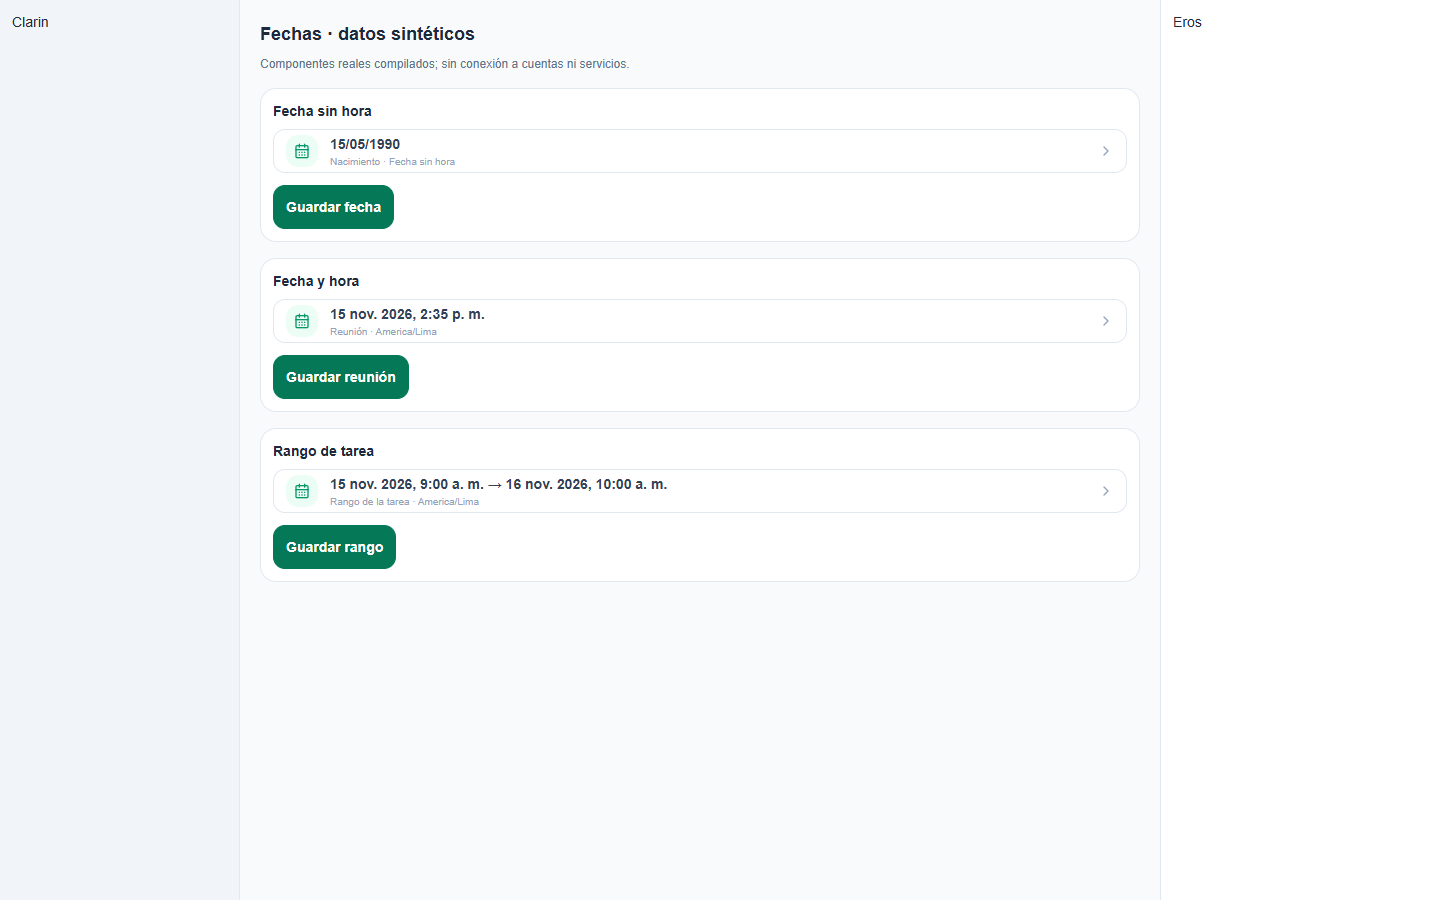 Clarin
Fechas · datos sintéticos
Componentes reales compilados; sin conexión a cuentas ni servicios.
Fecha sin hora
15/05/1990
Nacimiento · Fecha sin hora
Guardar fecha
Fecha y hora
15 nov. 2026, 2:35 p. m.
Reunión · America/Lima
Guardar reunión
Rango de tarea
15 nov. 2026, 9:00 a. m. → 16 nov. 2026, 10:00 a. m.
Rango de la tarea · America/Lima
Guardar rango
Eros